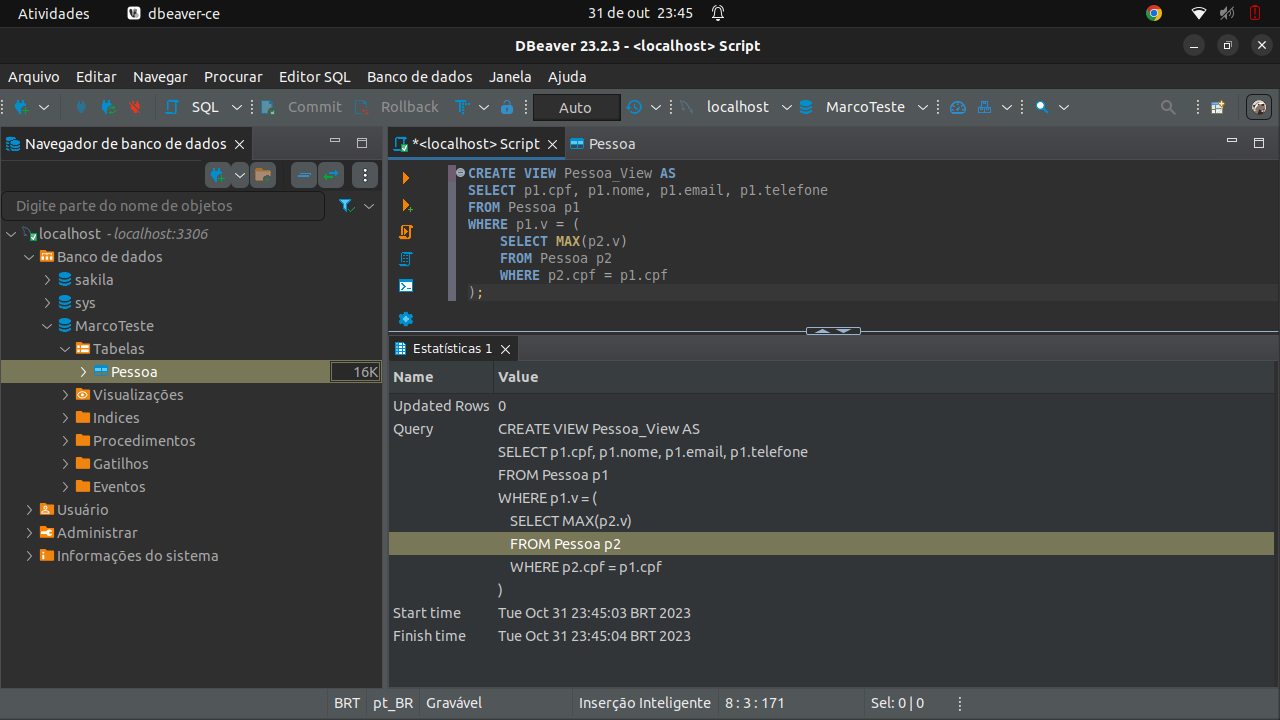 Atividades dbeaver-ce 31 de out 23:45
DBeaver 23.2.3 - <localhost> Script
Arquivo Editar Navegar Procurar Editor SQL Banco de dados Janela Ajuda
SQL Commit Rollback Auto localhost MarcoTeste
Navegador de banco de dados
*<localhost> Script Pessoa
Digite parte do nome de objetos
localhost - localhost:3306
Banco de dados
sakila
sys
MarcoTeste
Tabelas
Pessoa 16K
Visualizações
Indices
Procedimentos
Gatilhos
Eventos
Usuário
Administrar
Informações do sistema
CREATE VIEW Pessoa_View AS
SELECT p1.cpf, p1.nome, p1.email, p1.telefone
FROM Pessoa p1
WHERE p1.v = (
SELECT MAX(p2.v)
FROM Pessoa p2
WHERE p2.cpf = p1.cpf
);
Estatísticas 1
Name Value
Updated Rows 0
Query CREATE VIEW Pessoa_View AS
SELECT p1.cpf, p1.nome, p1.email, p1.telefone
FROM Pessoa p1
WHERE p1.v = (
SELECT MAX(p2.v)
FROM Pessoa p2
WHERE p2.cpf = p1.cpf
)
Start time Tue Oct 31 23:45:03 BRT 2023
Finish time Tue Oct 31 23:45:04 BRT 2023
BRT pt_BR Gravável Inserção Inteligente 8 : 3 : 171 Sel: 0 | 0